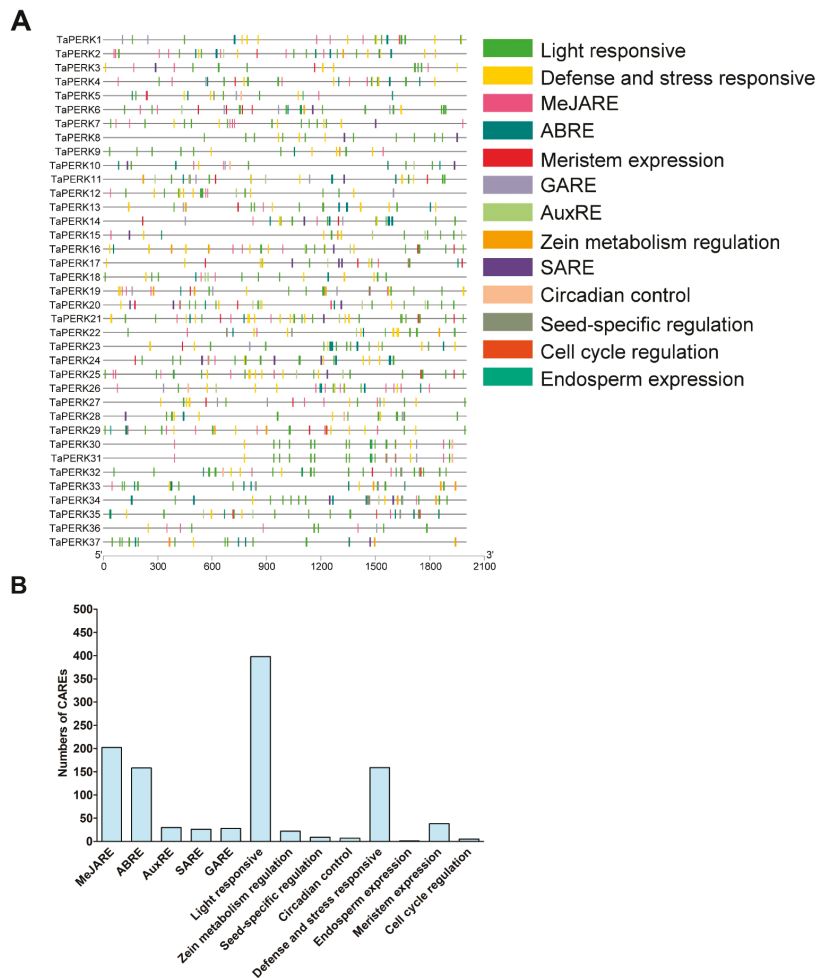 A
TaPERK1
TaPERK2
TaPERK3
TaPERK4
TaPERK5
TaPERK6
TaPERK7
TaPERK8
TaPERK9
TaPERK10
TaPERK11
TaPERK12
TaPERK13
TaPERK14
TaPERK15
TaPERK16
TaPERK17
TaPERK18
TaPERK19
TaPERK20
TaPERK21
TaPERK22
TaPERK23
TaPERK24
TaPERK25
TaPERK26
TaPERK27
TaPERK28
TaPERK29
TaPERK30
TaPERK31
TaPERK32
TaPERK33
TaPERK34
TaPERK35
TaPERK36
TaPERK37
5' 3'
0 300 600 900 1200 1500 1800 2100
Light responsive
Defense and stress responsive
MeJARE
ABRE
Meristem expression
GARE
AuxRE
Zein metabolism regulation
SARE
Circadian control
Seed-specific regulation
Cell cycle regulation
Endosperm expression
B
Numbers of CAREs
500
450
400
350
300
250
200
150
100
50
0
MeJARE
ABRE
AuxRE
SARE
GARE
Light responsive
Zein metabolism regulation
Seed-specific regulation
Circadian control
Defense and stress responsive
Endosperm expression
Meristem expression
Cell cycle regulation